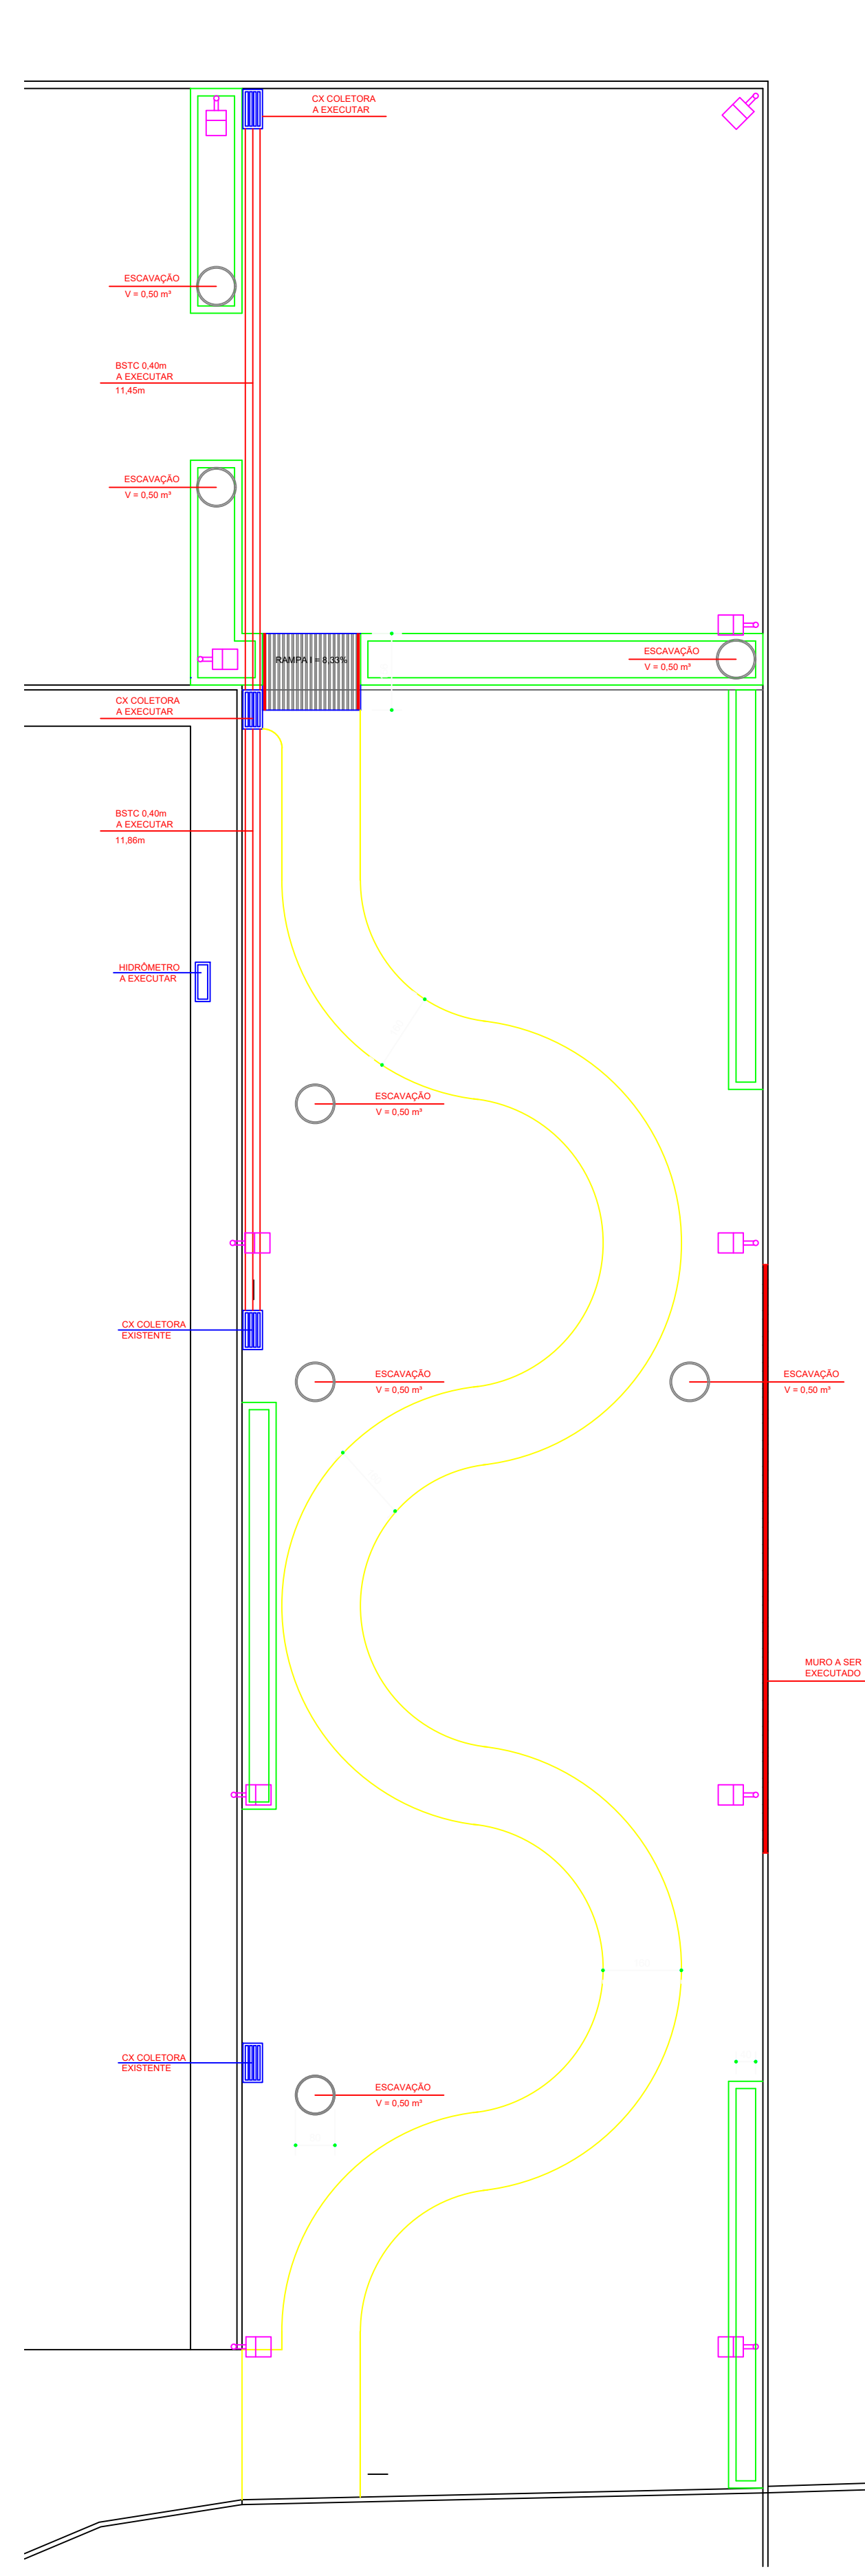 CX COLETORA
A EXECUTAR
ESCAVAÇÃO
V = 0,50 m³
BSTC 0,40m
A EXECUTAR
11,45m
ESCAVAÇÃO
V = 0,50 m³
RAMPA I = 8,33%
ESCAVAÇÃO
V = 0,50 m³
CX COLETORA
A EXECUTAR
BSTC 0,40m
A EXECUTAR
11,86m
HIDRÔMETRO
A EXECUTAR
ESCAVAÇÃO
V = 0,50 m³
CX COLETORA
EXISTENTE
ESCAVAÇÃO
V = 0,50 m³
ESCAVAÇÃO
V = 0,50 m³
MURO A SER
EXECUTADO
CX COLETORA
EXISTENTE
ESCAVAÇÃO
V = 0,50 m³